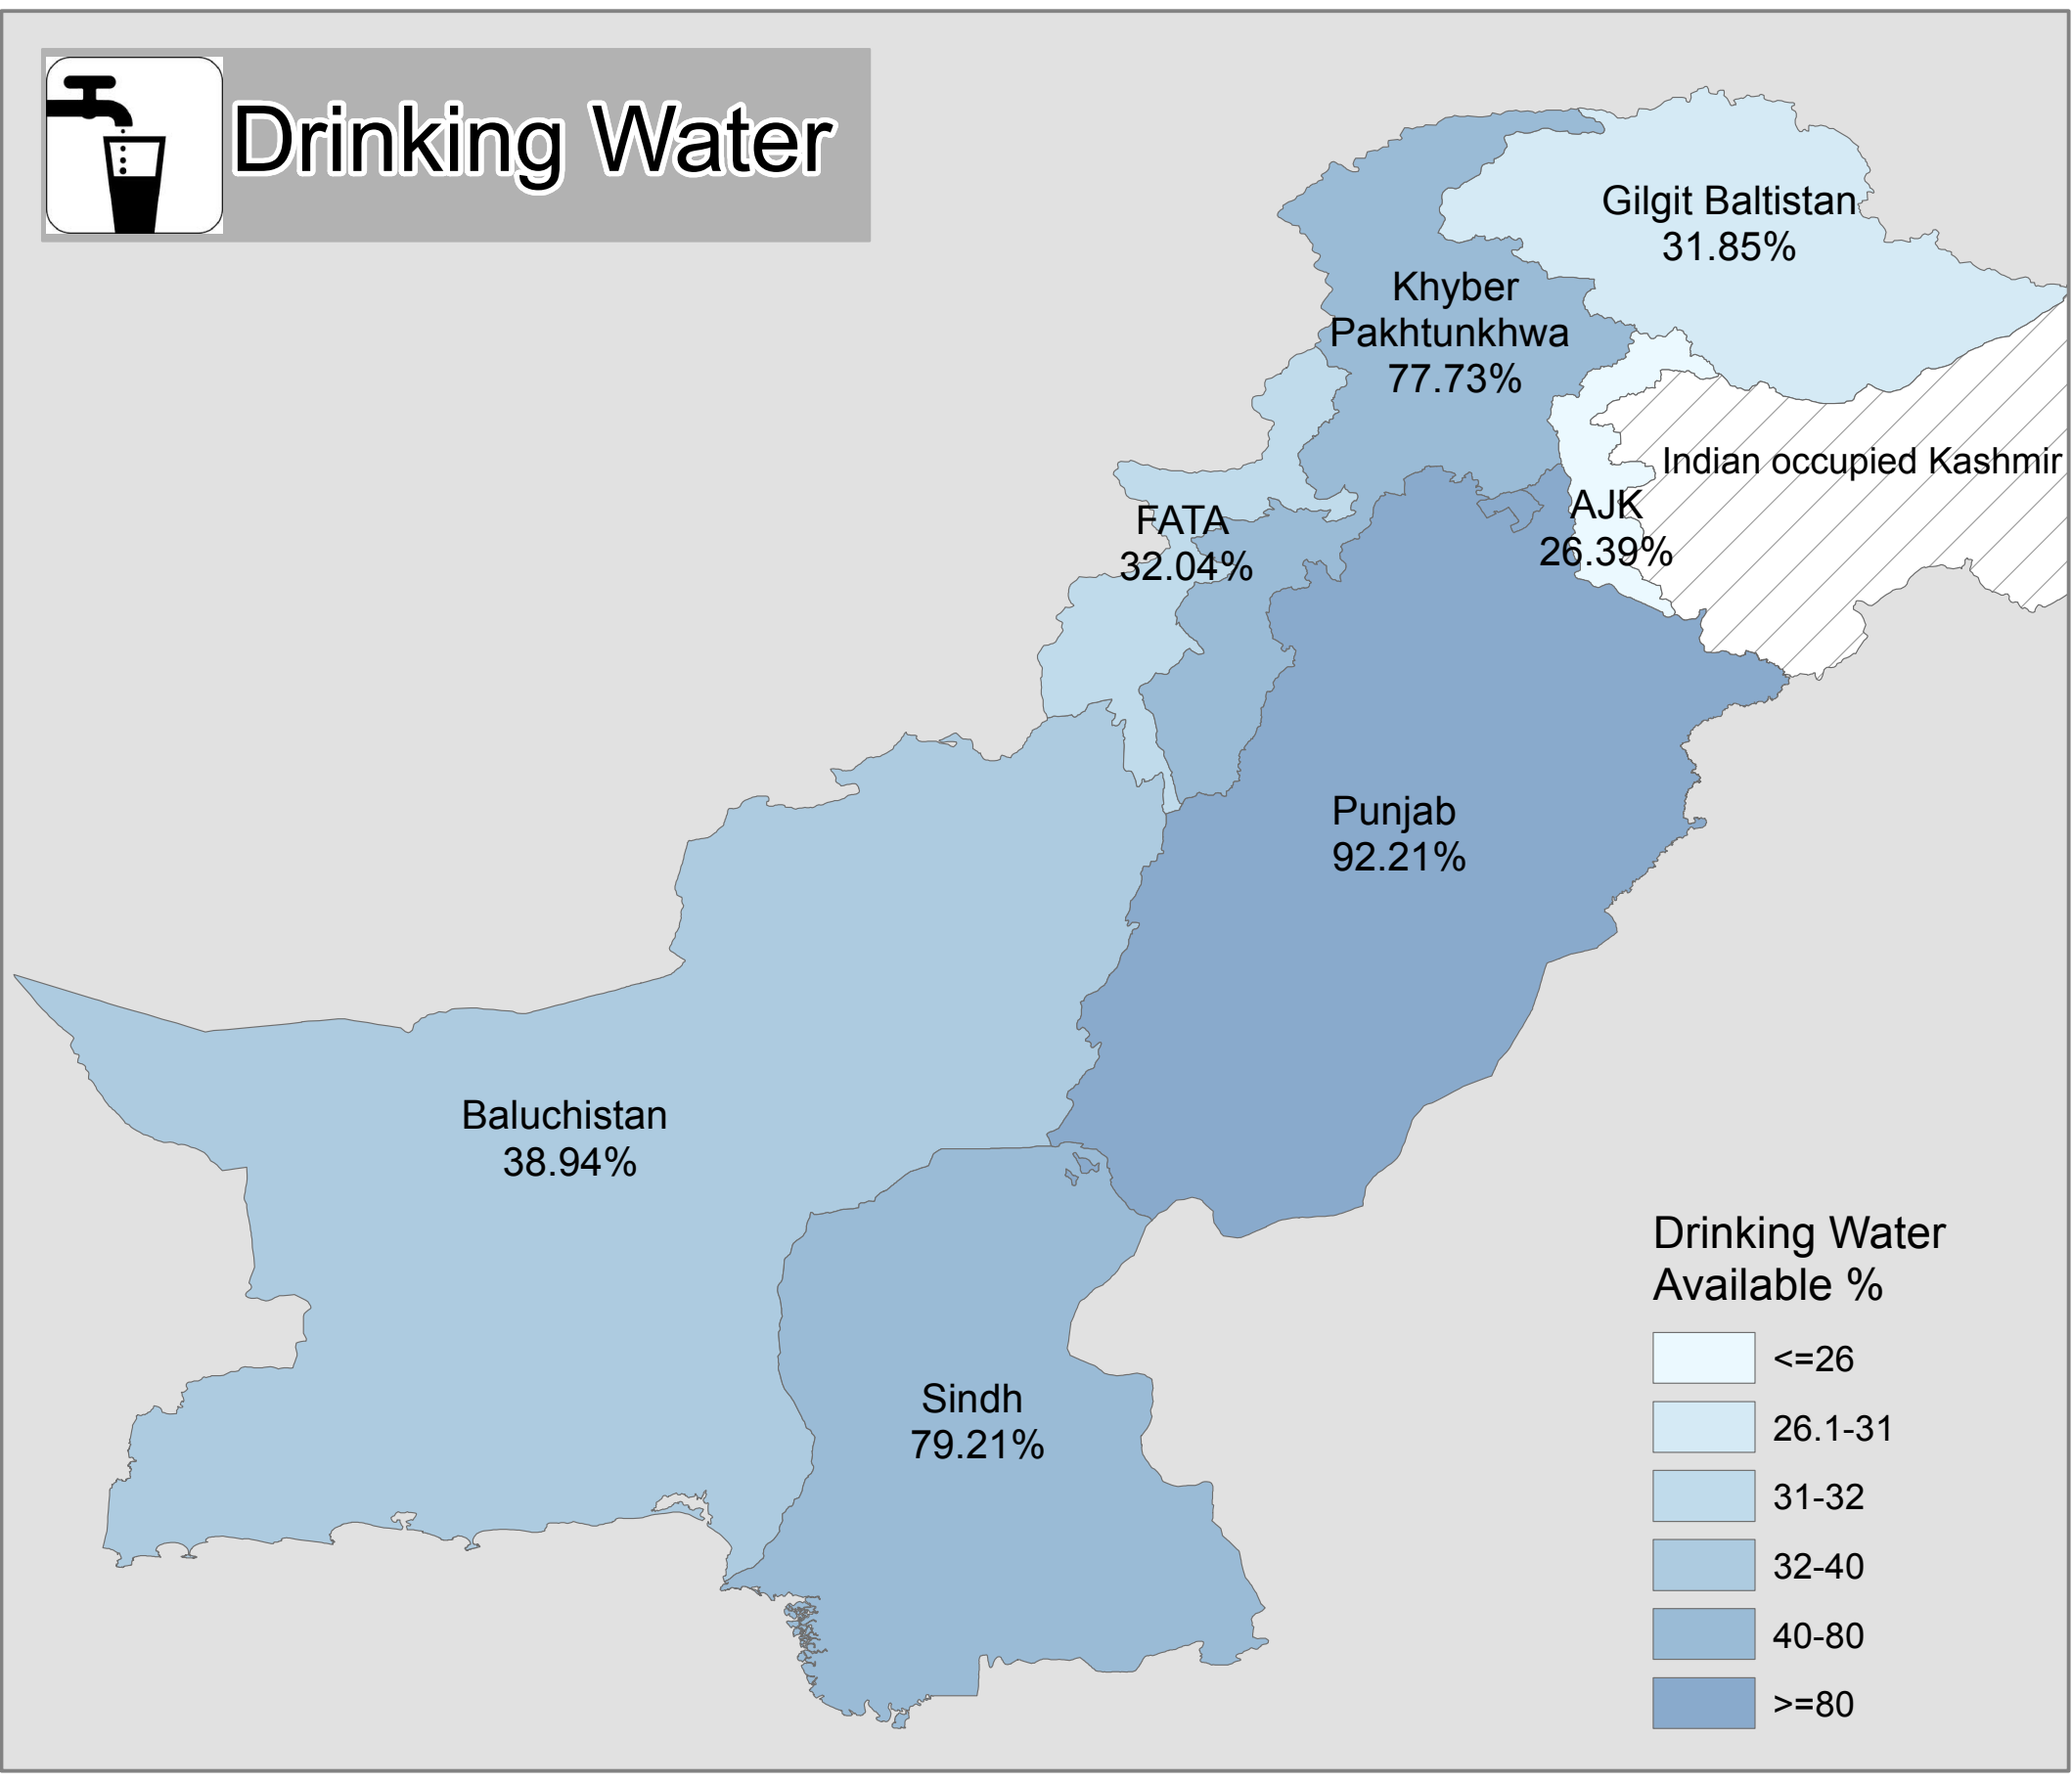 Drinking Water
Gilgit Baltistan
31.85%
Khyber
Pakhtunkhwa
77.73%
Indian occupied Kashmir
AJK
26.39%
FATA
32.04%
Punjab
92.21%
Baluchistan
38.94%
Sindh
79.21%
Drinking Water
Available %
<=26
26.1-31
31-32
32-40
40-80
>=80